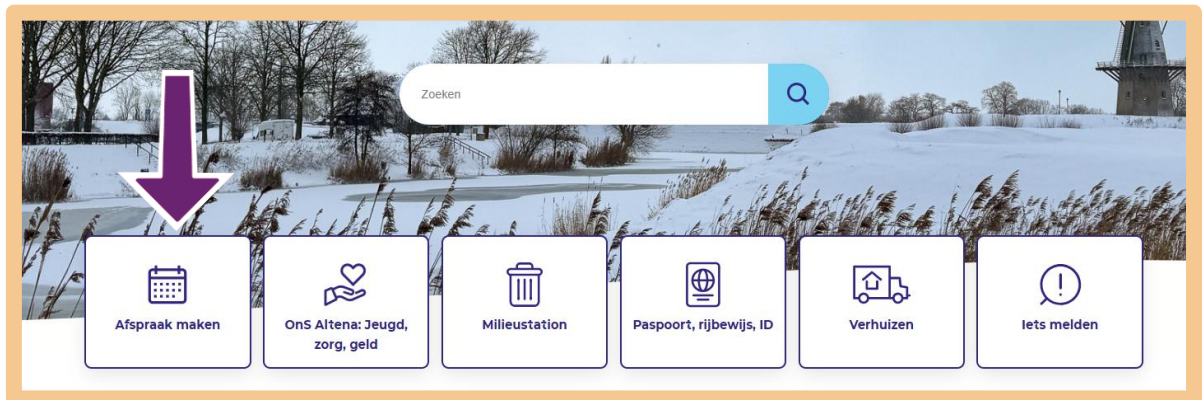 Zoeken
Afspraak maken
OnS Altena: Jeugd,
zorg, geld
Milieustation
Paspoort, rijbewijs, ID
Verhuizen
Iets melden